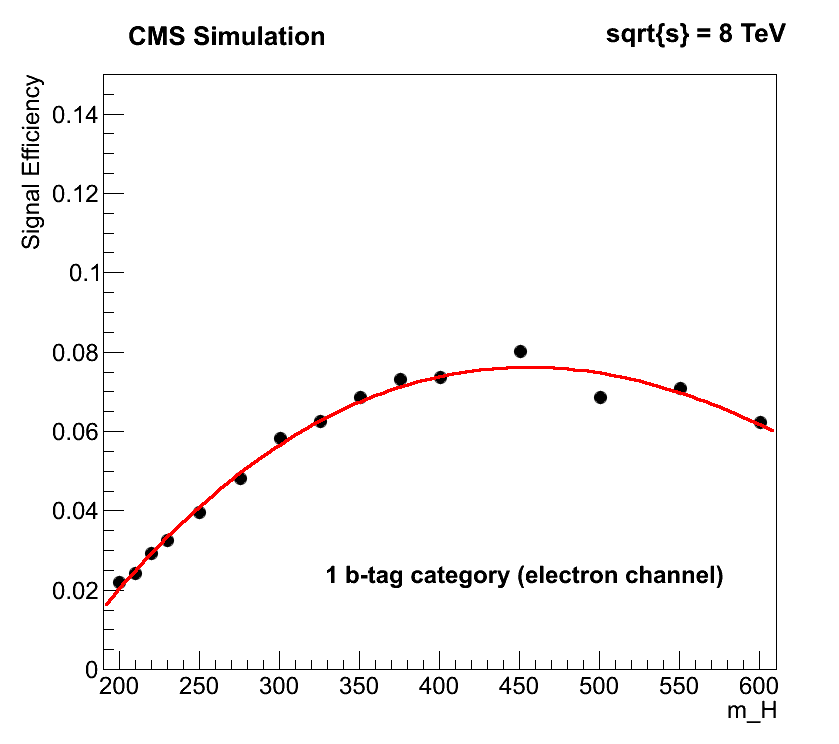 CMS Simulation
sqrt{s} = 8 TeV
Signal Efficiency
0.14
0.12
0.1
0.08
0.06
0.04
0.02
0
200 250 300 350 400 450 500 550 600
m_H
1 b-tag category (electron channel)